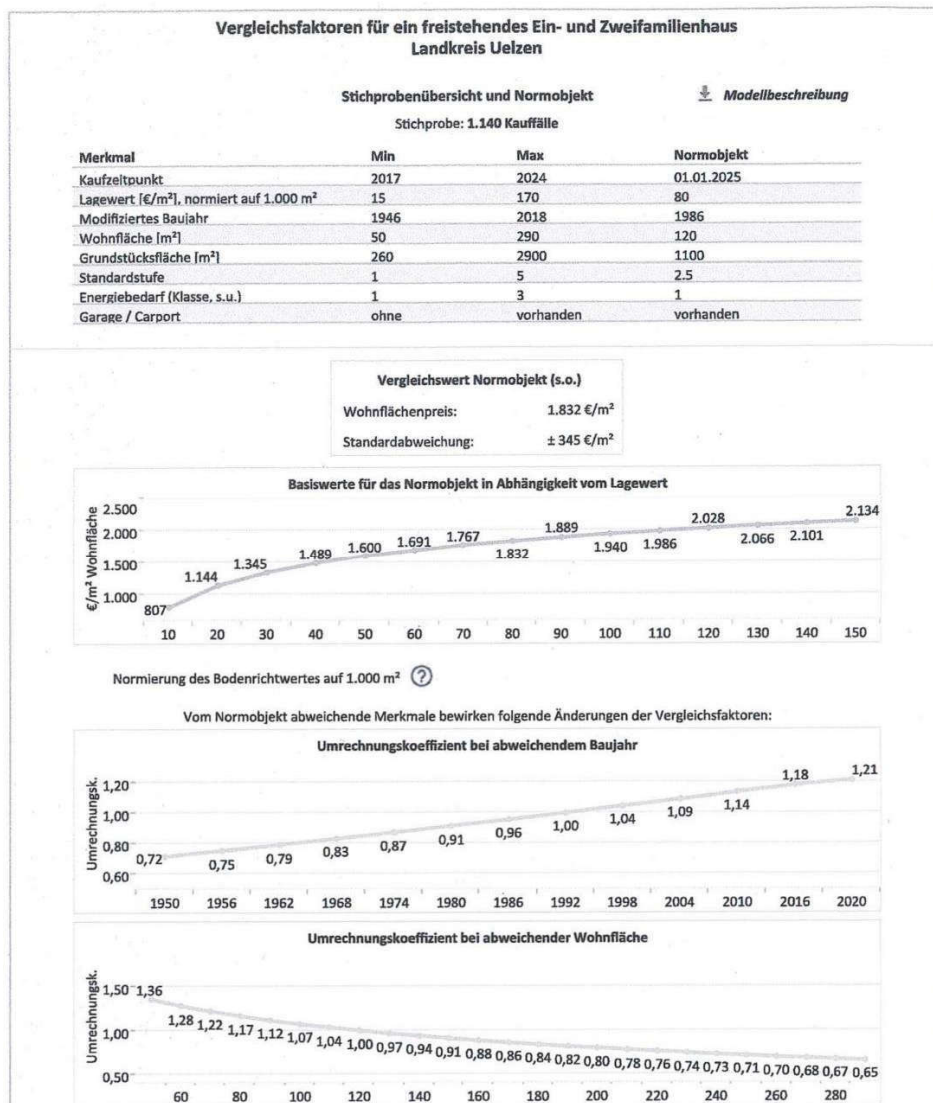 Vergleichsfaktoren für ein freistehendes Ein- und Zweifamilienhaus
Landkreis Uelzen
Stichprobenübersicht und Normobjekt
Modellbeschreibung
Stichprobe: 1.140 Kauffälle
Merkmal Min Max Normobjekt
Kaufzeitpunkt 2017 2024 01.01.2025
Lagewert [€/m²], normiert auf 1.000 m² 15 170 80
Modifiziertes Baujahr 1946 2018 1986
Wohnfläche [m²] 50 290 120
Grundstücksfläche [m²] 260 2900 1100
Standardstufe 1 5 2.5
Energiebedarf (Klasse, s.u.) 1 3 1
Garage / Carport ohne vorhanden vorhanden
Vergleichswert Normobjekt (s.o.)
Wohnflächenpreis: 1.832 €/m²
Standardabweichung: ± 345 €/m²
Basiswerte für das Normobjekt in Abhängigkeit vom Lagewert
€/m² Wohnfläche
2.500
2.000
1.500
1.000
807 1.144 1.345 1.489 1.600 1.691 1.767 1.832 1.889 1.940 1.986 2.028 2.066 2.101 2.134
10 20 30 40 50 60 70 80 90 100 110 120 130 140 150
Normierung des Bodenrichtwertes auf 1.000 m² ?
Vom Normobjekt abweichende Merkmale bewirken folgende Änderungen der Vergleichsfaktoren:
Umrechnungskoeffizient bei abweichendem Baujahr
Umrechnungsk.
1,20
1,00
0,80
0,60
0,72 0,75 0,79 0,83 0,87 0,91 0,96 1,00 1,04 1,09 1,14 1,18 1,21
1950 1956 1962 1968 1974 1980 1986 1992 1998 2004 2010 2016 2020
Umrechnungskoeffizient bei abweichender Wohnfläche
Umrechnungsk.
1,50
1,00
0,50
1,36 1,28 1,22 1,17 1,12 1,07 1,04 1,00 0,97 0,94 0,91 0,88 0,86 0,84 0,82 0,80 0,78 0,76 0,74 0,73 0,71 0,70 0,68 0,67 0,65
60 80 100 120 140 160 180 200 220 240 260 280